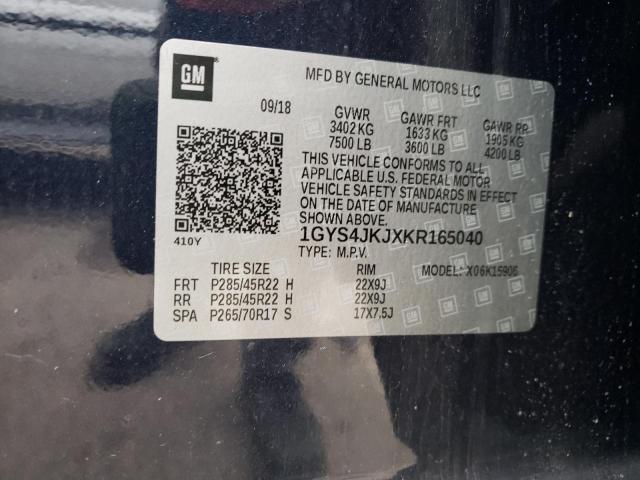 GM
MFD BY GENERAL MOTORS LLC
09/18 GVWR GAWR FRT GAWR RR
3402 KG 1633 KG 1905 KG
7500 LB 3600 LB 4200 LB
THIS VEHICLE CONFORMS TO ALL
APPLICABLE U.S. FEDERAL MOTOR
VEHICLE SAFETY STANDARDS IN EFFECT
ON THE DATE OF MANUFACTURE
SHOWN ABOVE.
410Y 1GYS4JKJXKR165040
TYPE: M.P.V.
TIRE SIZE RIM MODEL: X06K15906
FRT P285/45R22 H 22X9J
RR P285/45R22 H 22X9J
SPA P265/70R17 S 17X7.5J